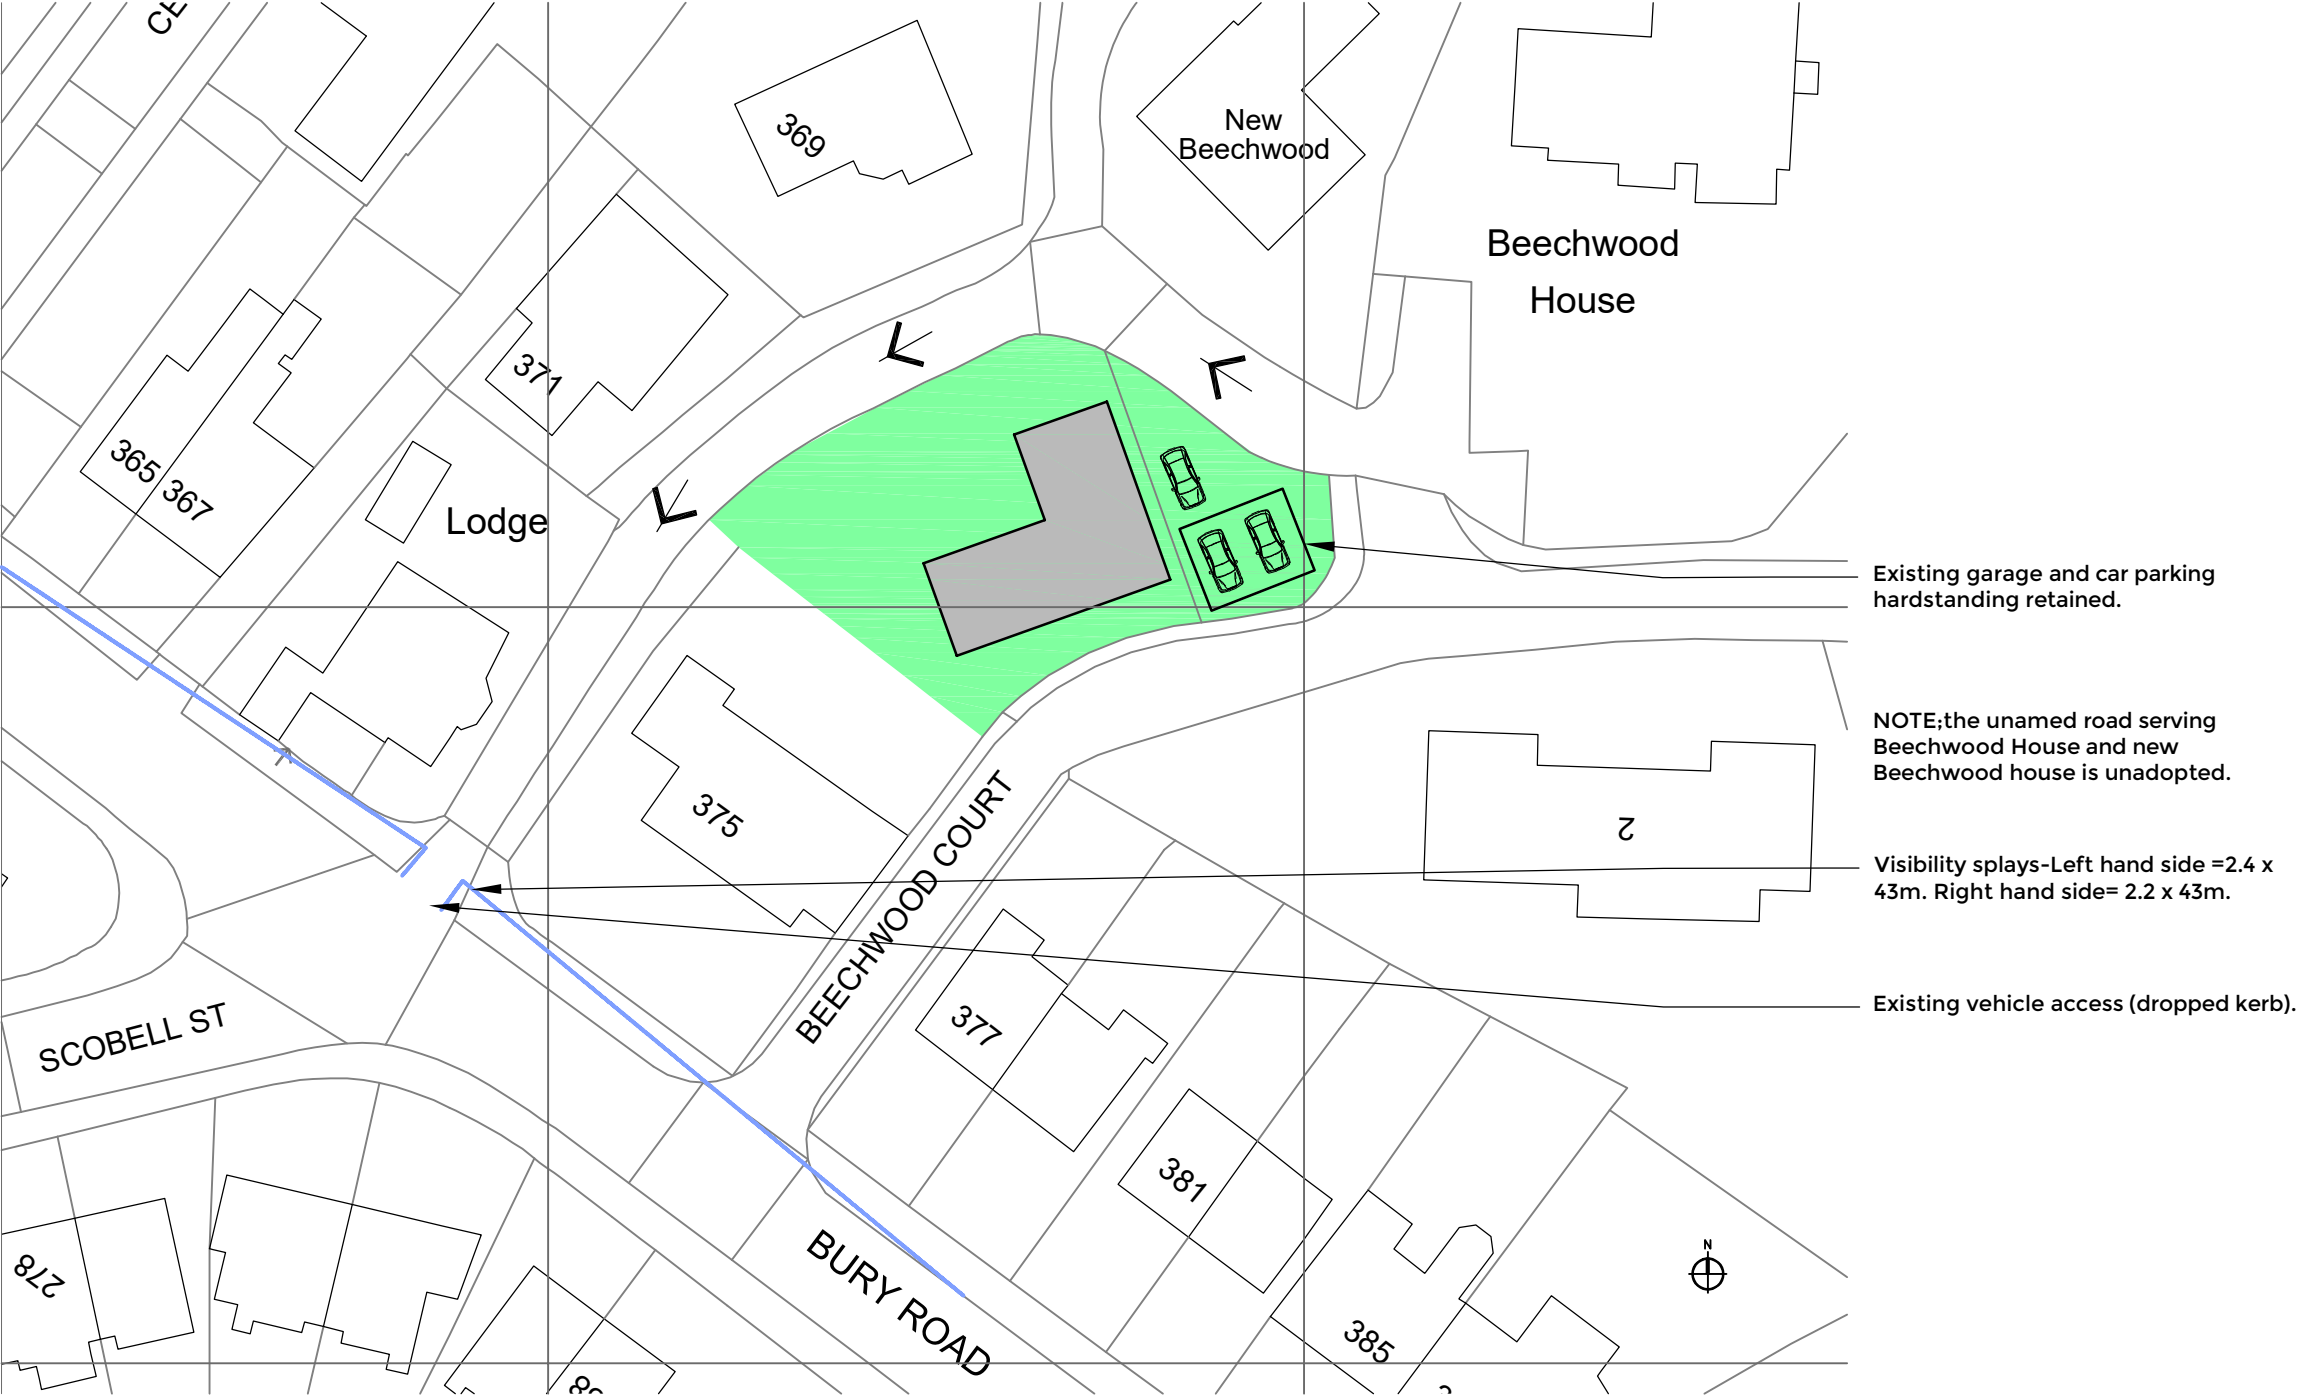 CE
369
New
Beechwood
Beechwood
House
371
365
367
Lodge
Existing garage and car parking
hardstanding retained.
NOTE;the unamed road serving
Beechwood House and new
Beechwood house is unadopted.
375
2
Visibility splays-Left hand side =2.4 x
43m. Right hand side= 2.2 x 43m.
BEECHWOOD COURT
Existing vehicle access (dropped kerb).
SCOBELL ST
377
381
278
BURY ROAD
N
385